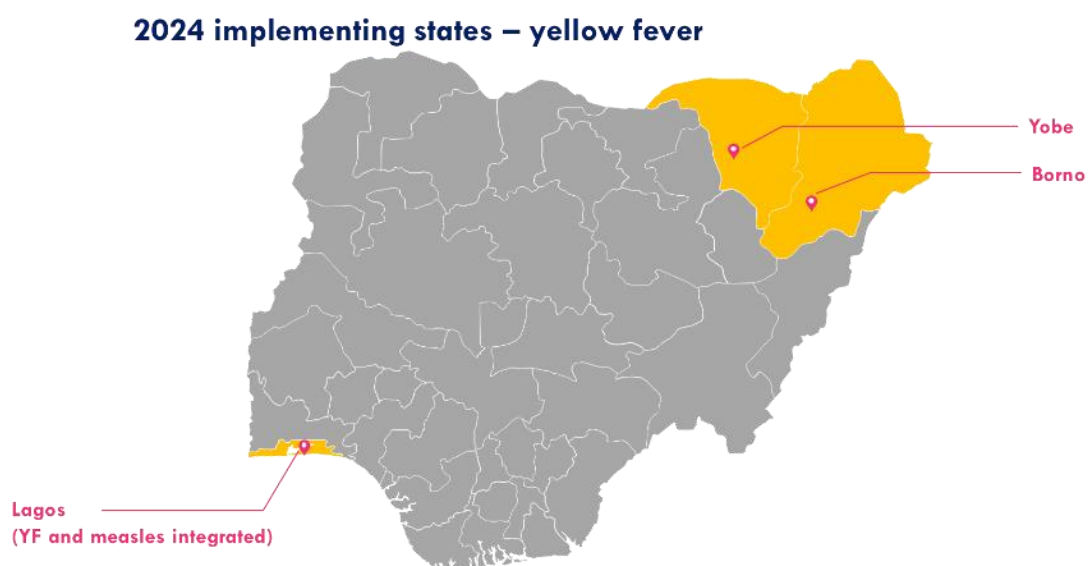 2024 implementing states – yellow fever
Yobe
Borno
Lagos
(YF and measles integrated)